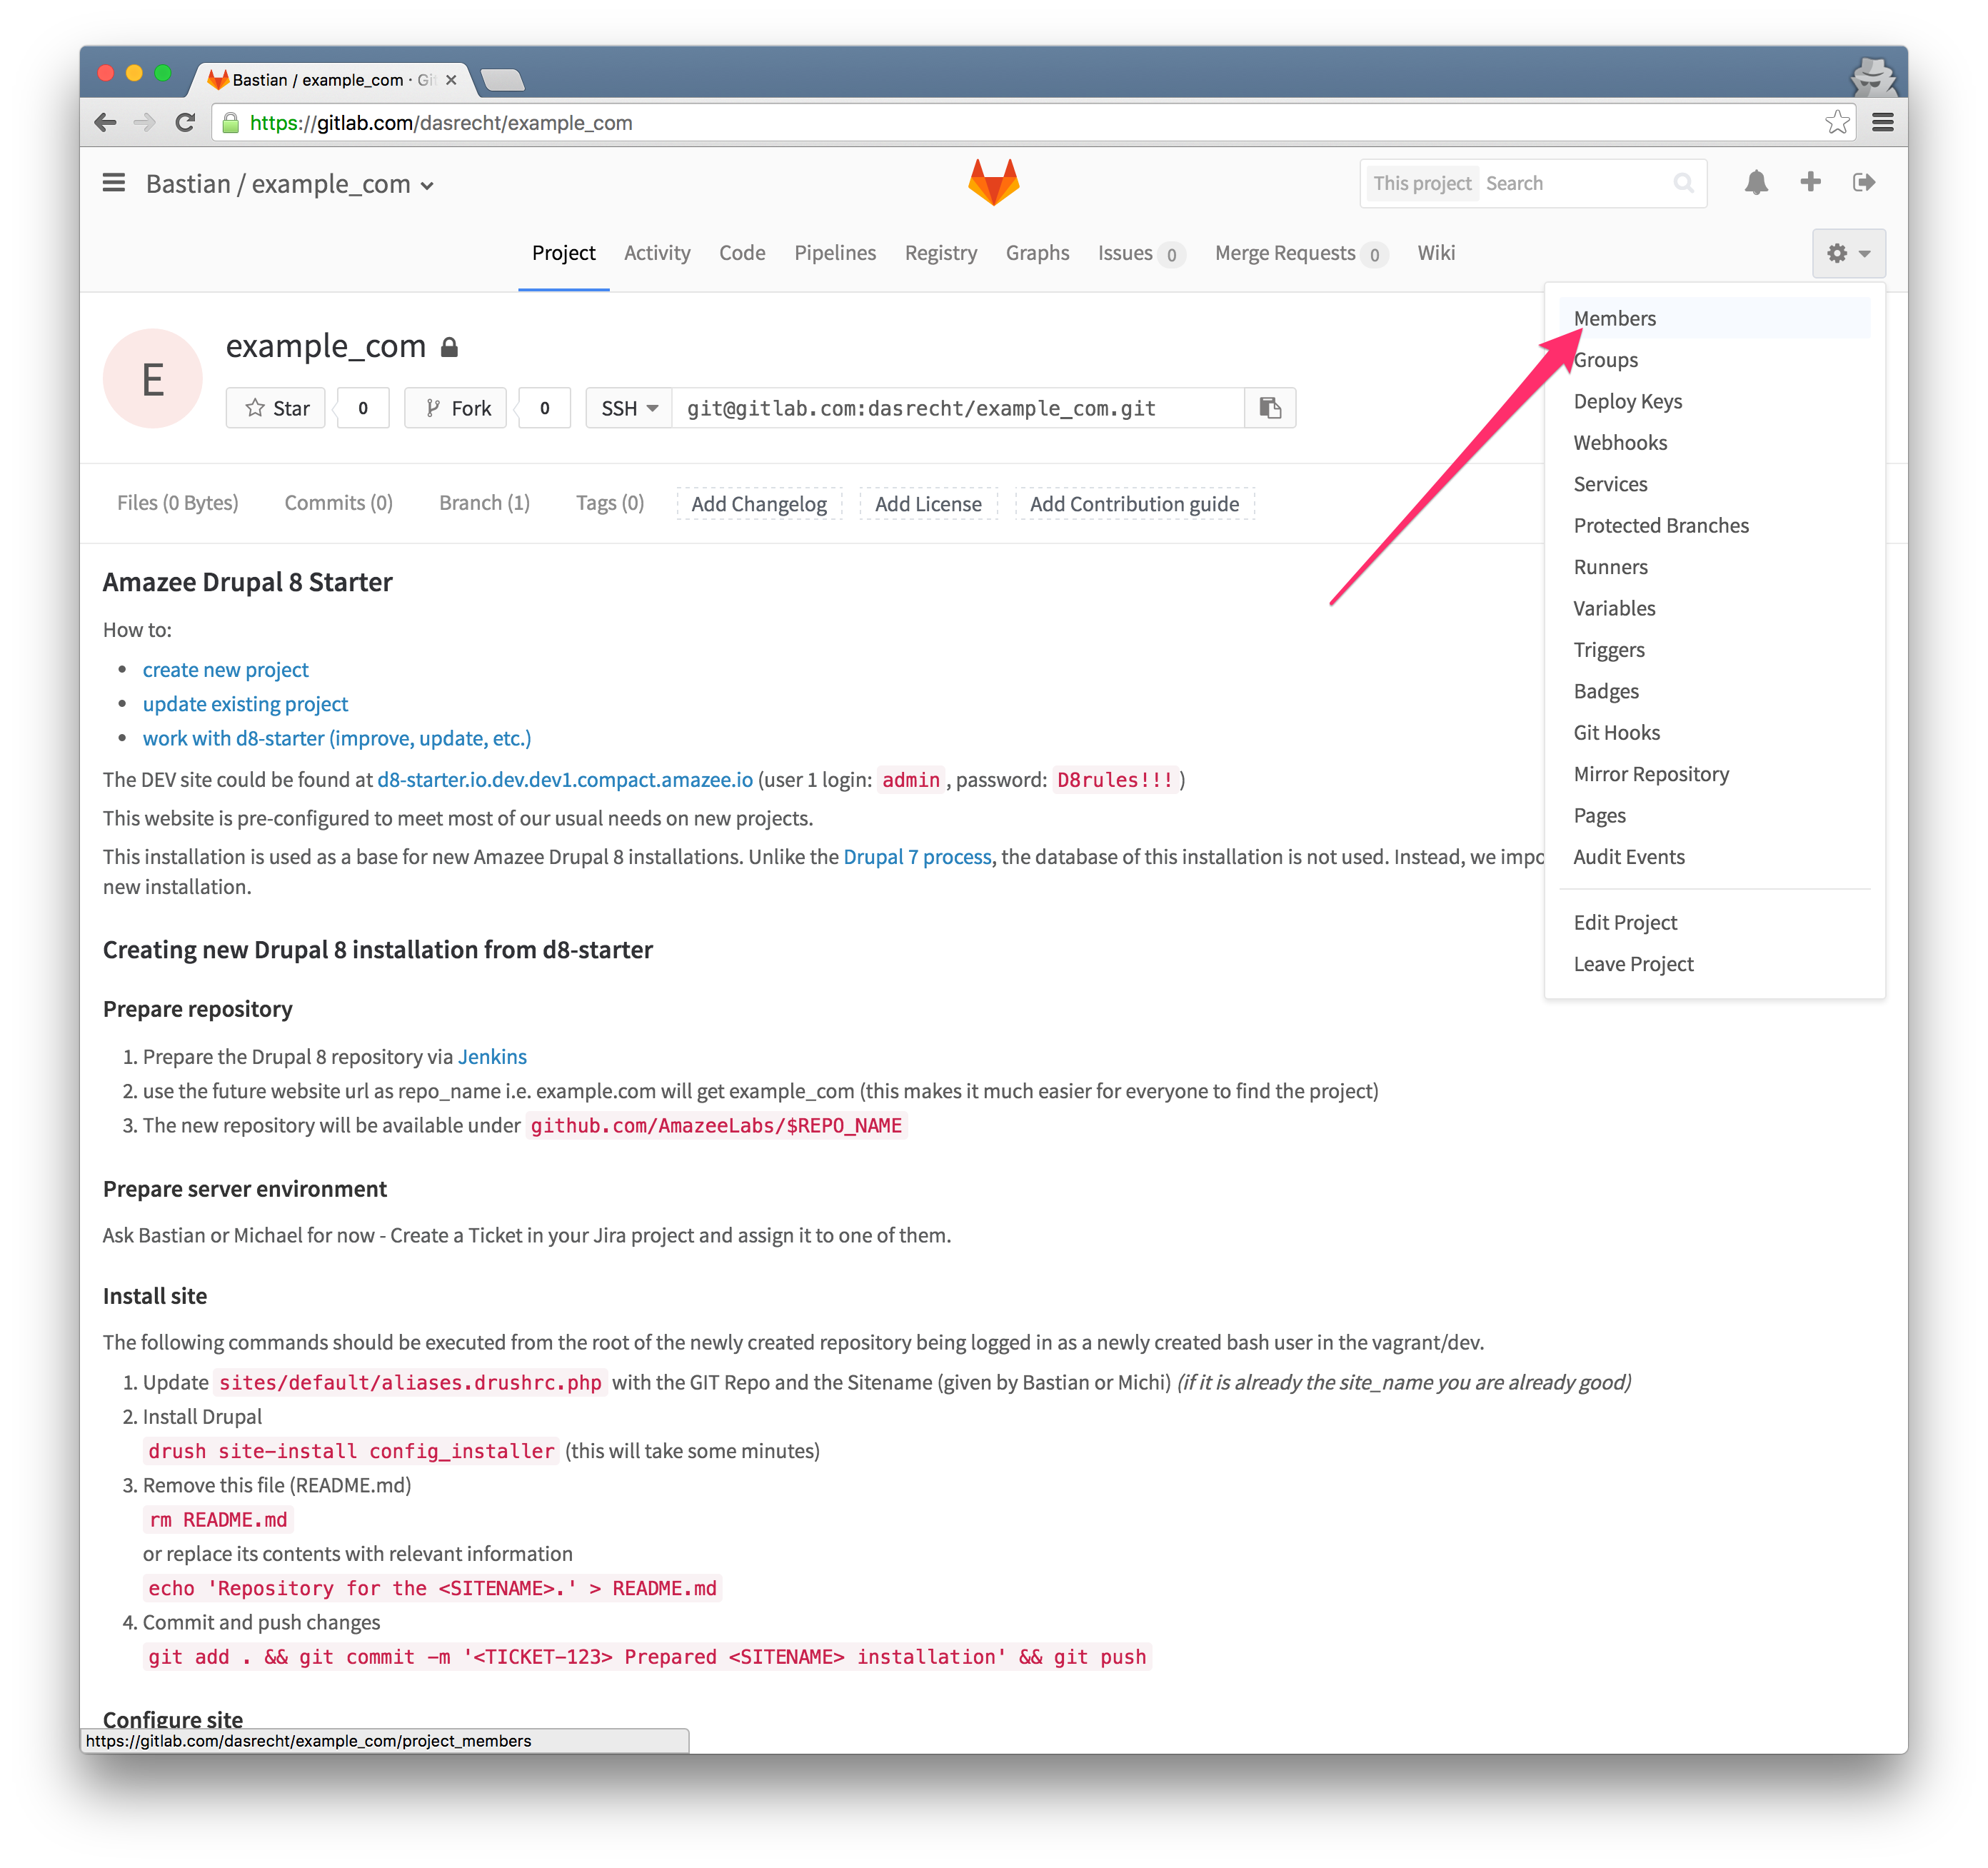 Bastian / example_com · Git
https://gitlab.com/dasrecht/example_com
Bastian / example_com
This project Search
Project Activity Code Pipelines Registry Graphs Issues 0 Merge Requests 0 Wiki
E
example_com
Star 0 Fork 0 SSH git@gitlab.com:dasrecht/example_com.git
Files (0 Bytes) Commits (0) Branch (1) Tags (0) Add Changelog Add License Add Contribution guide
Members
Groups
Deploy Keys
Webhooks
Services
Protected Branches
Runners
Variables
Triggers
Badges
Git Hooks
Mirror Repository
Pages
Audit Events
Edit Project
Leave Project
Amazee Drupal 8 Starter
How to:
• create new project
• update existing project
• work with d8-starter (improve, update, etc.)
The DEV site could be found at d8-starter.io.dev.dev1.compact.amazee.io (user 1 login: admin , password: D8rules!!! )
This website is pre-configured to meet most of our usual needs on new projects.
This installation is used as a base for new Amazee Drupal 8 installations. Unlike the Drupal 7 process, the database of this installation is not used. Instead, we impo
new installation.
Creating new Drupal 8 installation from d8-starter
Prepare repository
1. Prepare the Drupal 8 repository via Jenkins
2. use the future website url as repo_name i.e. example.com will get example_com (this makes it much easier for everyone to find the project)
3. The new repository will be available under github.com/AmazeeLabs/$REPO_NAME
Prepare server environment
Ask Bastian or Michael for now - Create a Ticket in your Jira project and assign it to one of them.
Install site
The following commands should be executed from the root of the newly created repository being logged in as a newly created bash user in the vagrant/dev.
1. Update sites/default/aliases.drushrc.php with the GIT Repo and the Sitename (given by Bastian or Michi) (if it is already the site_name you are already good)
2. Install Drupal
drush site-install config_installer (this will take some minutes)
3. Remove this file (README.md)
rm README.md
or replace its contents with relevant information
echo 'Repository for the <SITENAME>.' > README.md
4. Commit and push changes
git add . && git commit -m '<TICKET-123> Prepared <SITENAME> installation' && git push
Configure site
https://gitlab.com/dasrecht/example_com/project_members